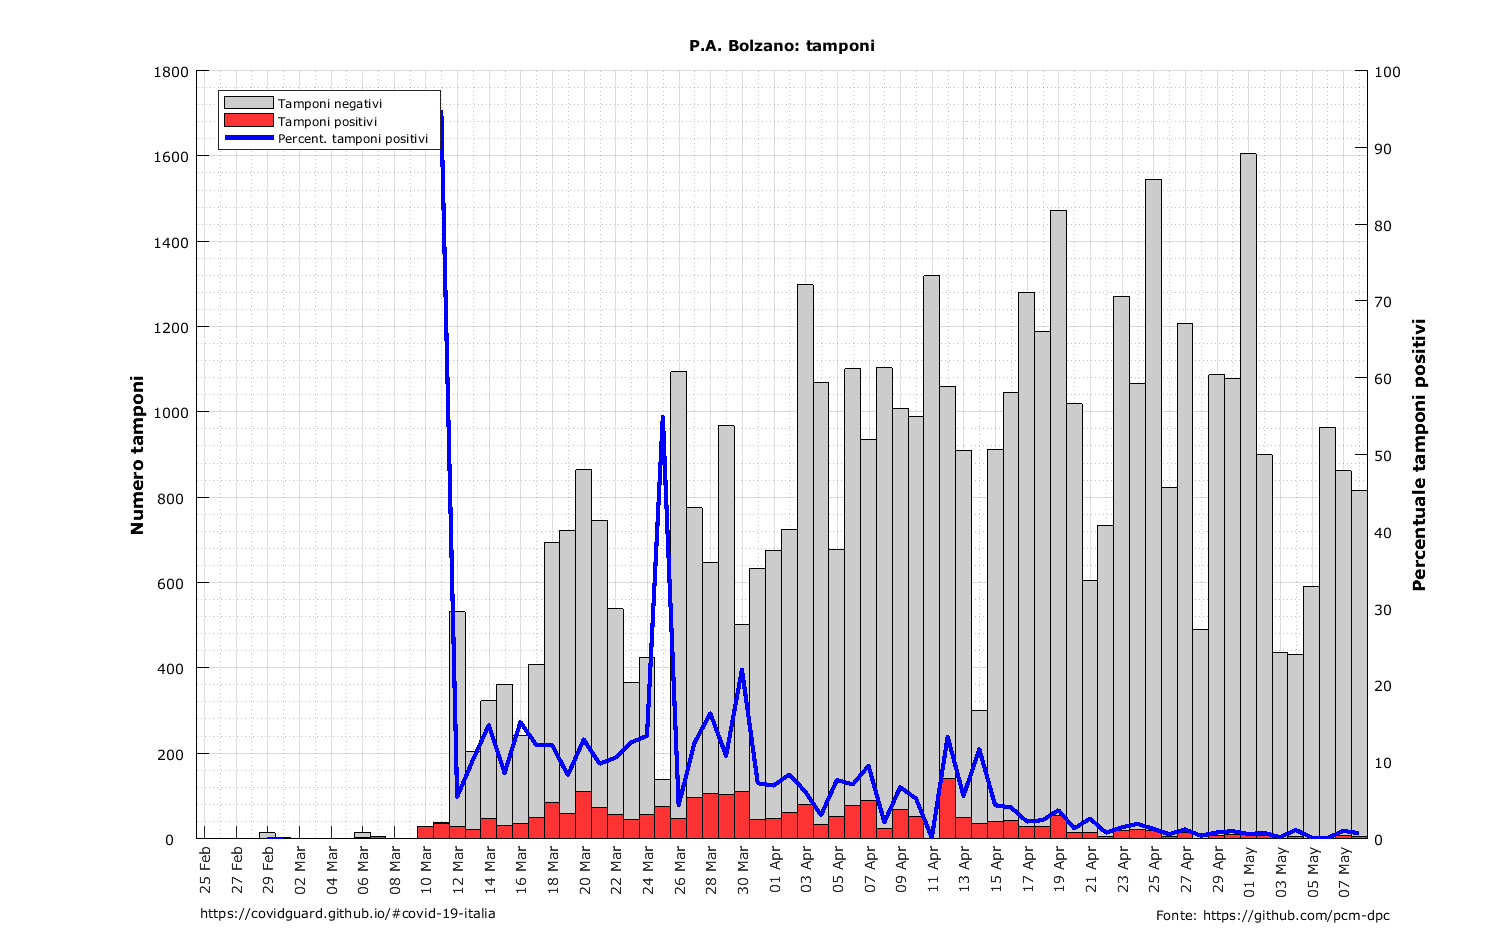 P.A. Bolzano: tamponi
Tamponi negativi
Tamponi positivi
Percent. tamponi positivi
Numero tamponi
1800
1600
1400
1200
1000
800
600
400
200
0
Percentuale tamponi positivi
100
90
80
70
60
50
40
30
20
10
0
25 Feb
27 Feb
29 Feb
02 Mar
04 Mar
06 Mar
08 Mar
10 Mar
12 Mar
14 Mar
16 Mar
18 Mar
20 Mar
22 Mar
24 Mar
26 Mar
28 Mar
30 Mar
01 Apr
03 Apr
05 Apr
07 Apr
09 Apr
11 Apr
13 Apr
15 Apr
17 Apr
19 Apr
21 Apr
23 Apr
25 Apr
27 Apr
29 Apr
01 May
03 May
05 May
07 May
https://covidguard.github.io/#covid-19-italia
Fonte: https://github.com/pcm-dpc